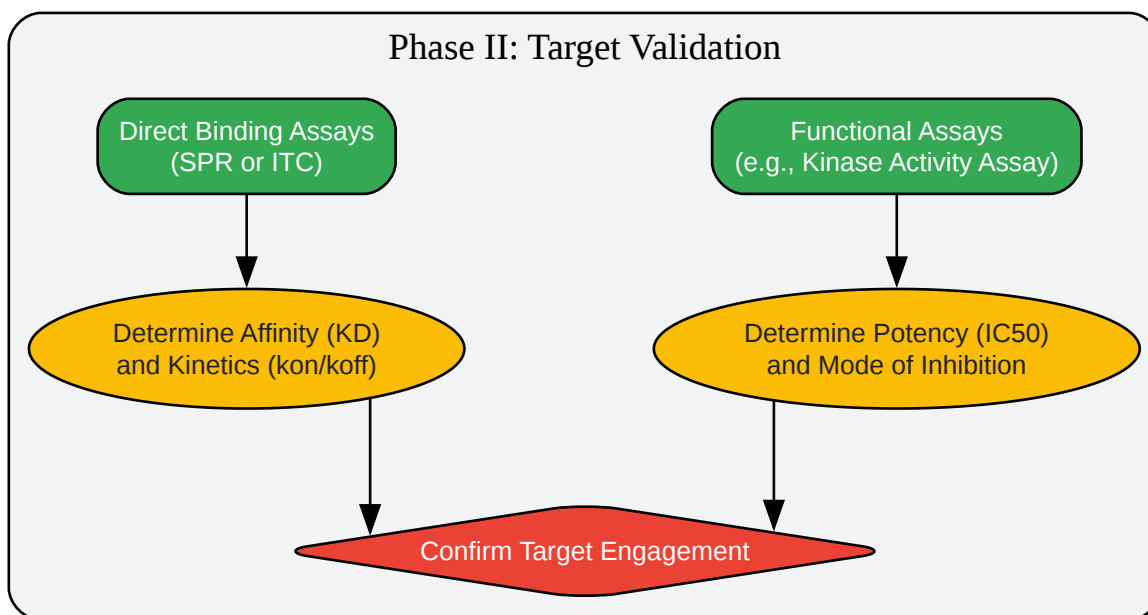 Phase II: Target Validation
Direct Binding Assays
(SPR or ITC)
Functional Assays
(e.g., Kinase Activity Assay)
Determine Affinity (KD)
and Kinetics (kon/koff)
Determine Potency (IC50)
and Mode of Inhibition
Confirm Target Engagement